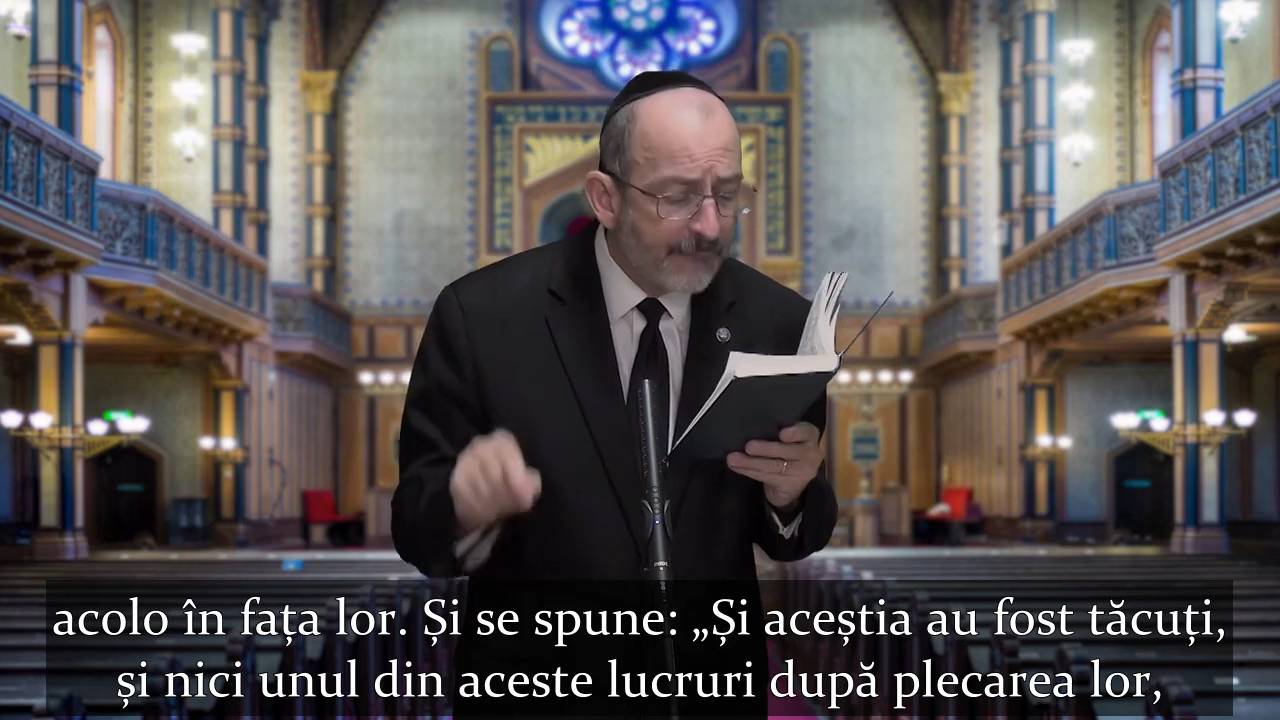 acolo în fața lor. Și se spune: „Și aceștia au fost tăcuți,
și nici unul din aceste lucruri după plecarea lor,